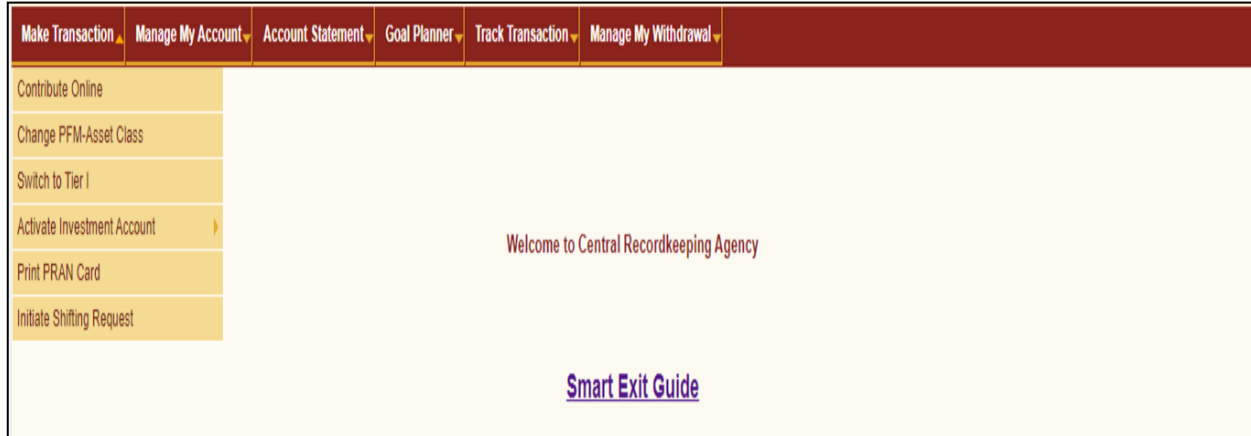 Make Transaction Manage My Account Account Statement Goal Planner Track Transaction Manage My Withdrawal
Contribute Online
Change PFM-Asset Class
Switch to Tier I
Activate Investment Account
Print PRAN Card
Initiate Shifting Request
Welcome to Central Recordkeeping Agency
Smart Exit Guide